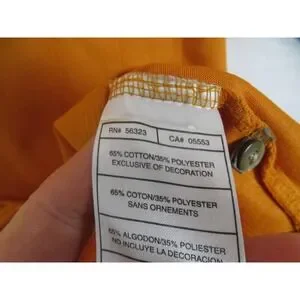 RN# 56323 CA# 05553
65% COTTON/35% POLYESTER
EXCLUSIVE OF DECORATION
65% COTON/35% POLYESTER
SANS ORNEMENTS
65% ALGODON/35% POLIESTER
NO INCLUYE LA DECORACION